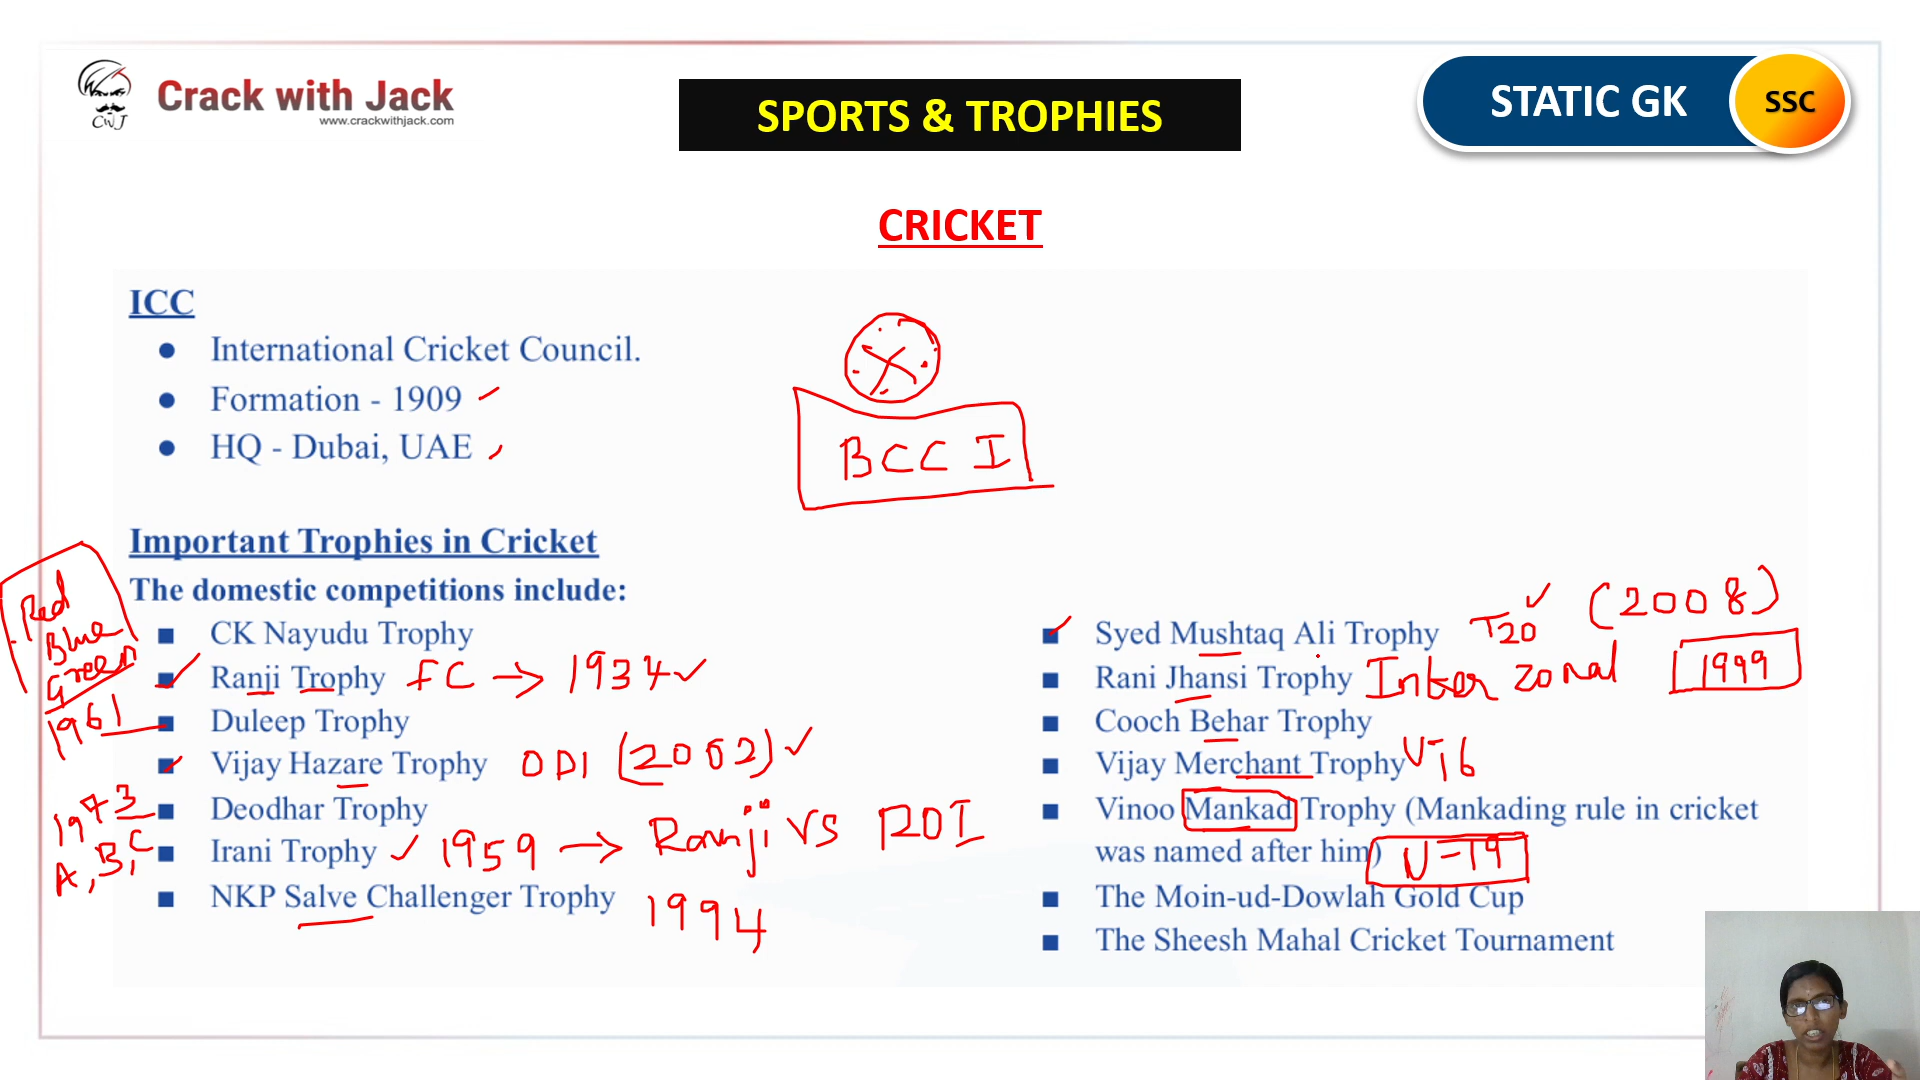 Crack with Jack
www.crackwithjack.com
CWJ
SPORTS & TROPHIES
STATIC GK
SSC
CRICKET
ICC
● International Cricket Council.
● Formation - 1909
● HQ - Dubai, UAE
BCCI
Important Trophies in Cricket
The domestic competitions include:
Red
Blue
Green
1961
1973
A, B, C
■ CK Nayudu Trophy
■ Ranji Trophy FC → 1934
■ Duleep Trophy
■ Vijay Hazare Trophy ODI (2002)
■ Deodhar Trophy
■ Irani Trophy 1959 → Ranji vs ROI
■ NKP Salve Challenger Trophy 1994
■ Syed Mushtaq Ali Trophy T20 (2008)
■ Rani Jhansi Trophy Inter zonal 1999
■ Cooch Behar Trophy
■ Vijay Merchant Trophy U-16
■ Vinoo Mankad Trophy (Mankading rule in cricket
was named after him) U-19
■ The Moin-ud-Dowlah Gold Cup
■ The Sheesh Mahal Cricket Tournament